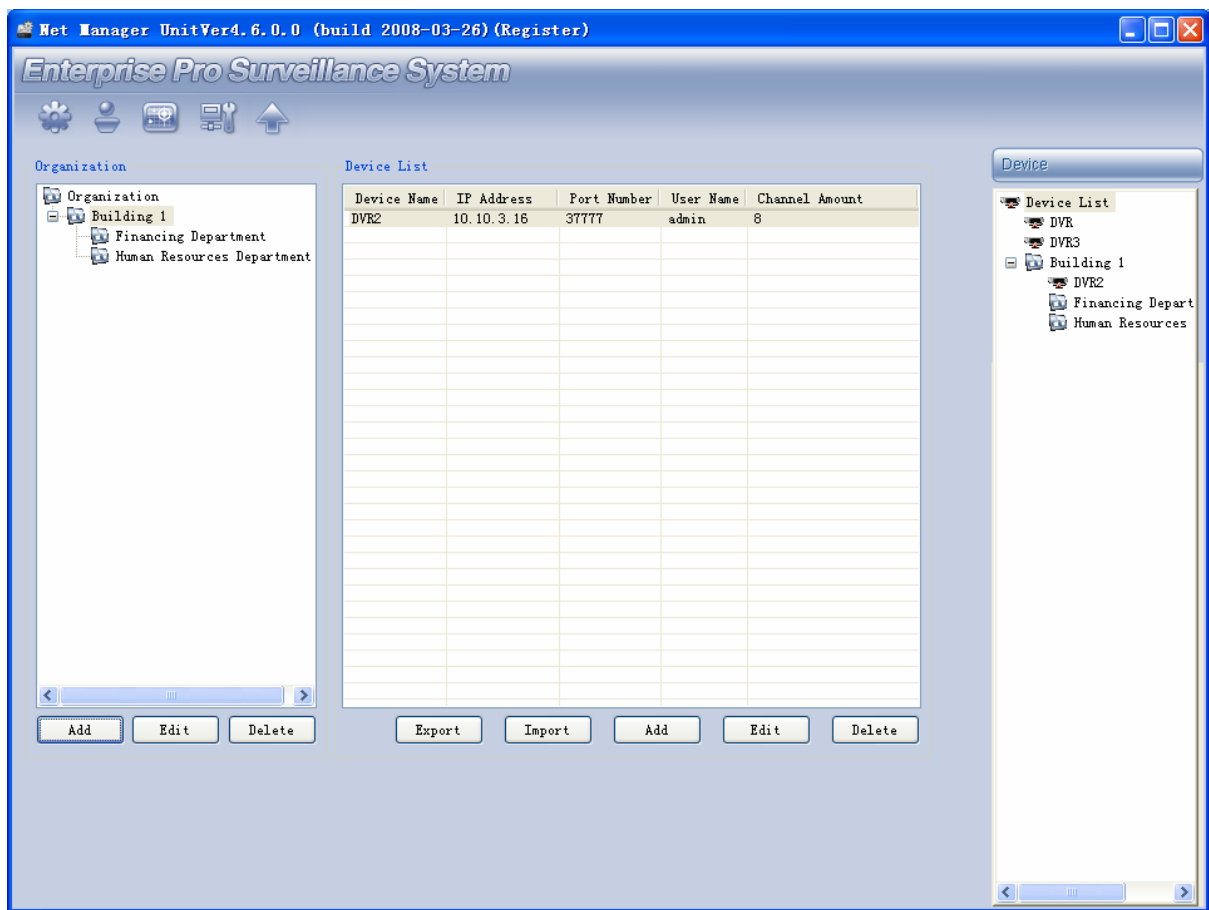 Net Manager UnitVer4.6.0.0 (build 2008-03-26)(Register)
Enterprise Pro Surveillance System
Organization
Organization
Building 1
Financing Department
Human Resources Department
Add Edit Delete
Device List
Device Name IP Address Port Number User Name Channel Amount
DVR2 10.10.3.16 37777 admin 8
Export Import Add Edit Delete
Device
Device List
DVR
DVR3
Building 1
DVR2
Financing Depart
Human Resources